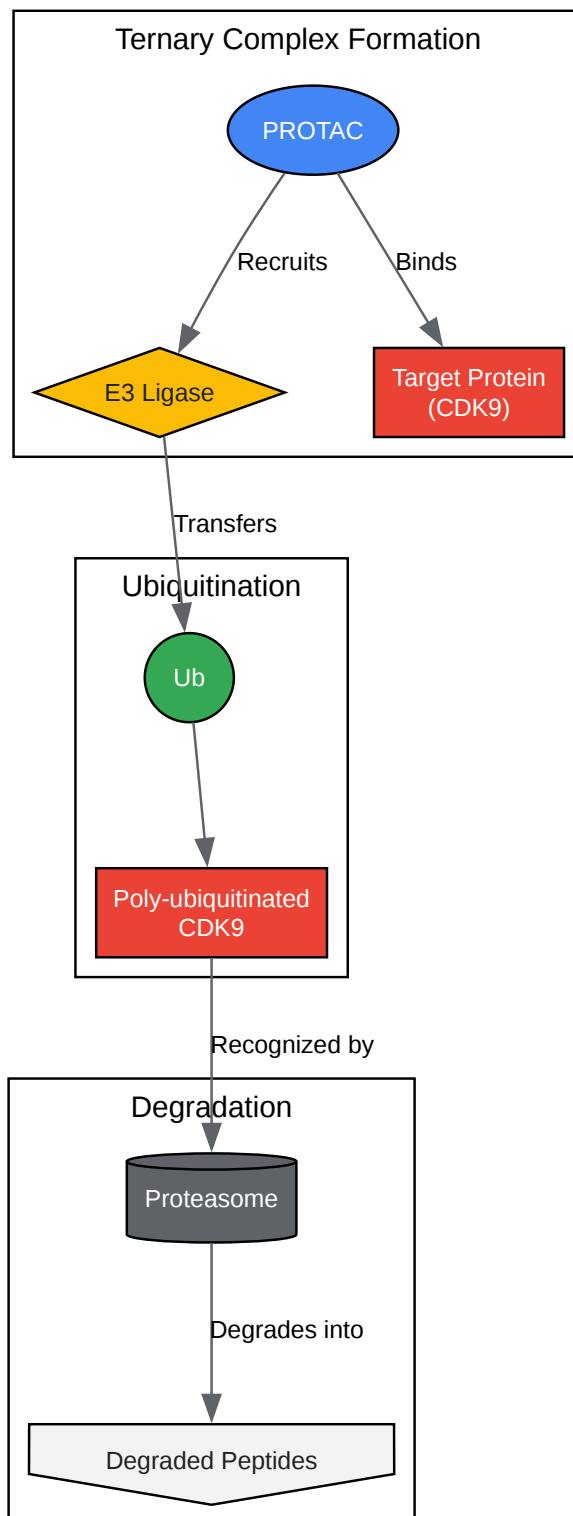 Ternary Complex Formation
PROTAC
Recruits
Binds
E3 Ligase
Target Protein
(CDK9)
Transfers
Ubiquitination
Ub
Poly-ubiquitinated
CDK9
Recognized by
Degradation
Proteasome
Degrades into
Degraded Peptides